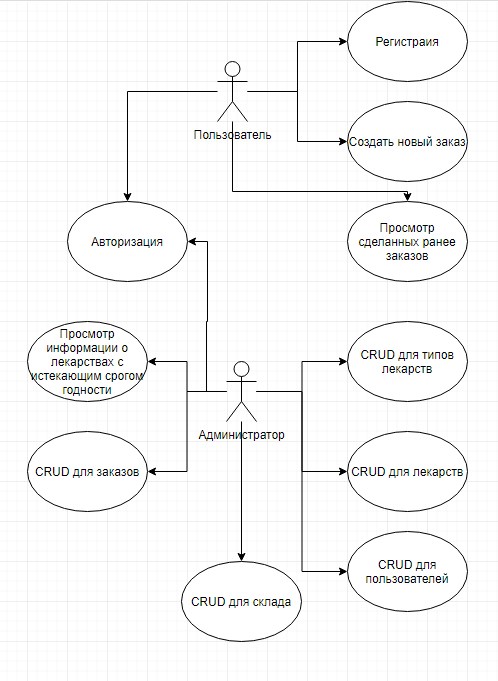 Регистраия
Пользователь
Создать новый заказ
Авторизация
Просмотр
сделанных ранее
заказов
Просмотр
информации о
лекарствах с
истекающим срогом
годности
CRUD для типов
лекарств
Администратор
CRUD для заказов
CRUD для лекарств
CRUD для
пользователей
CRUD для склада